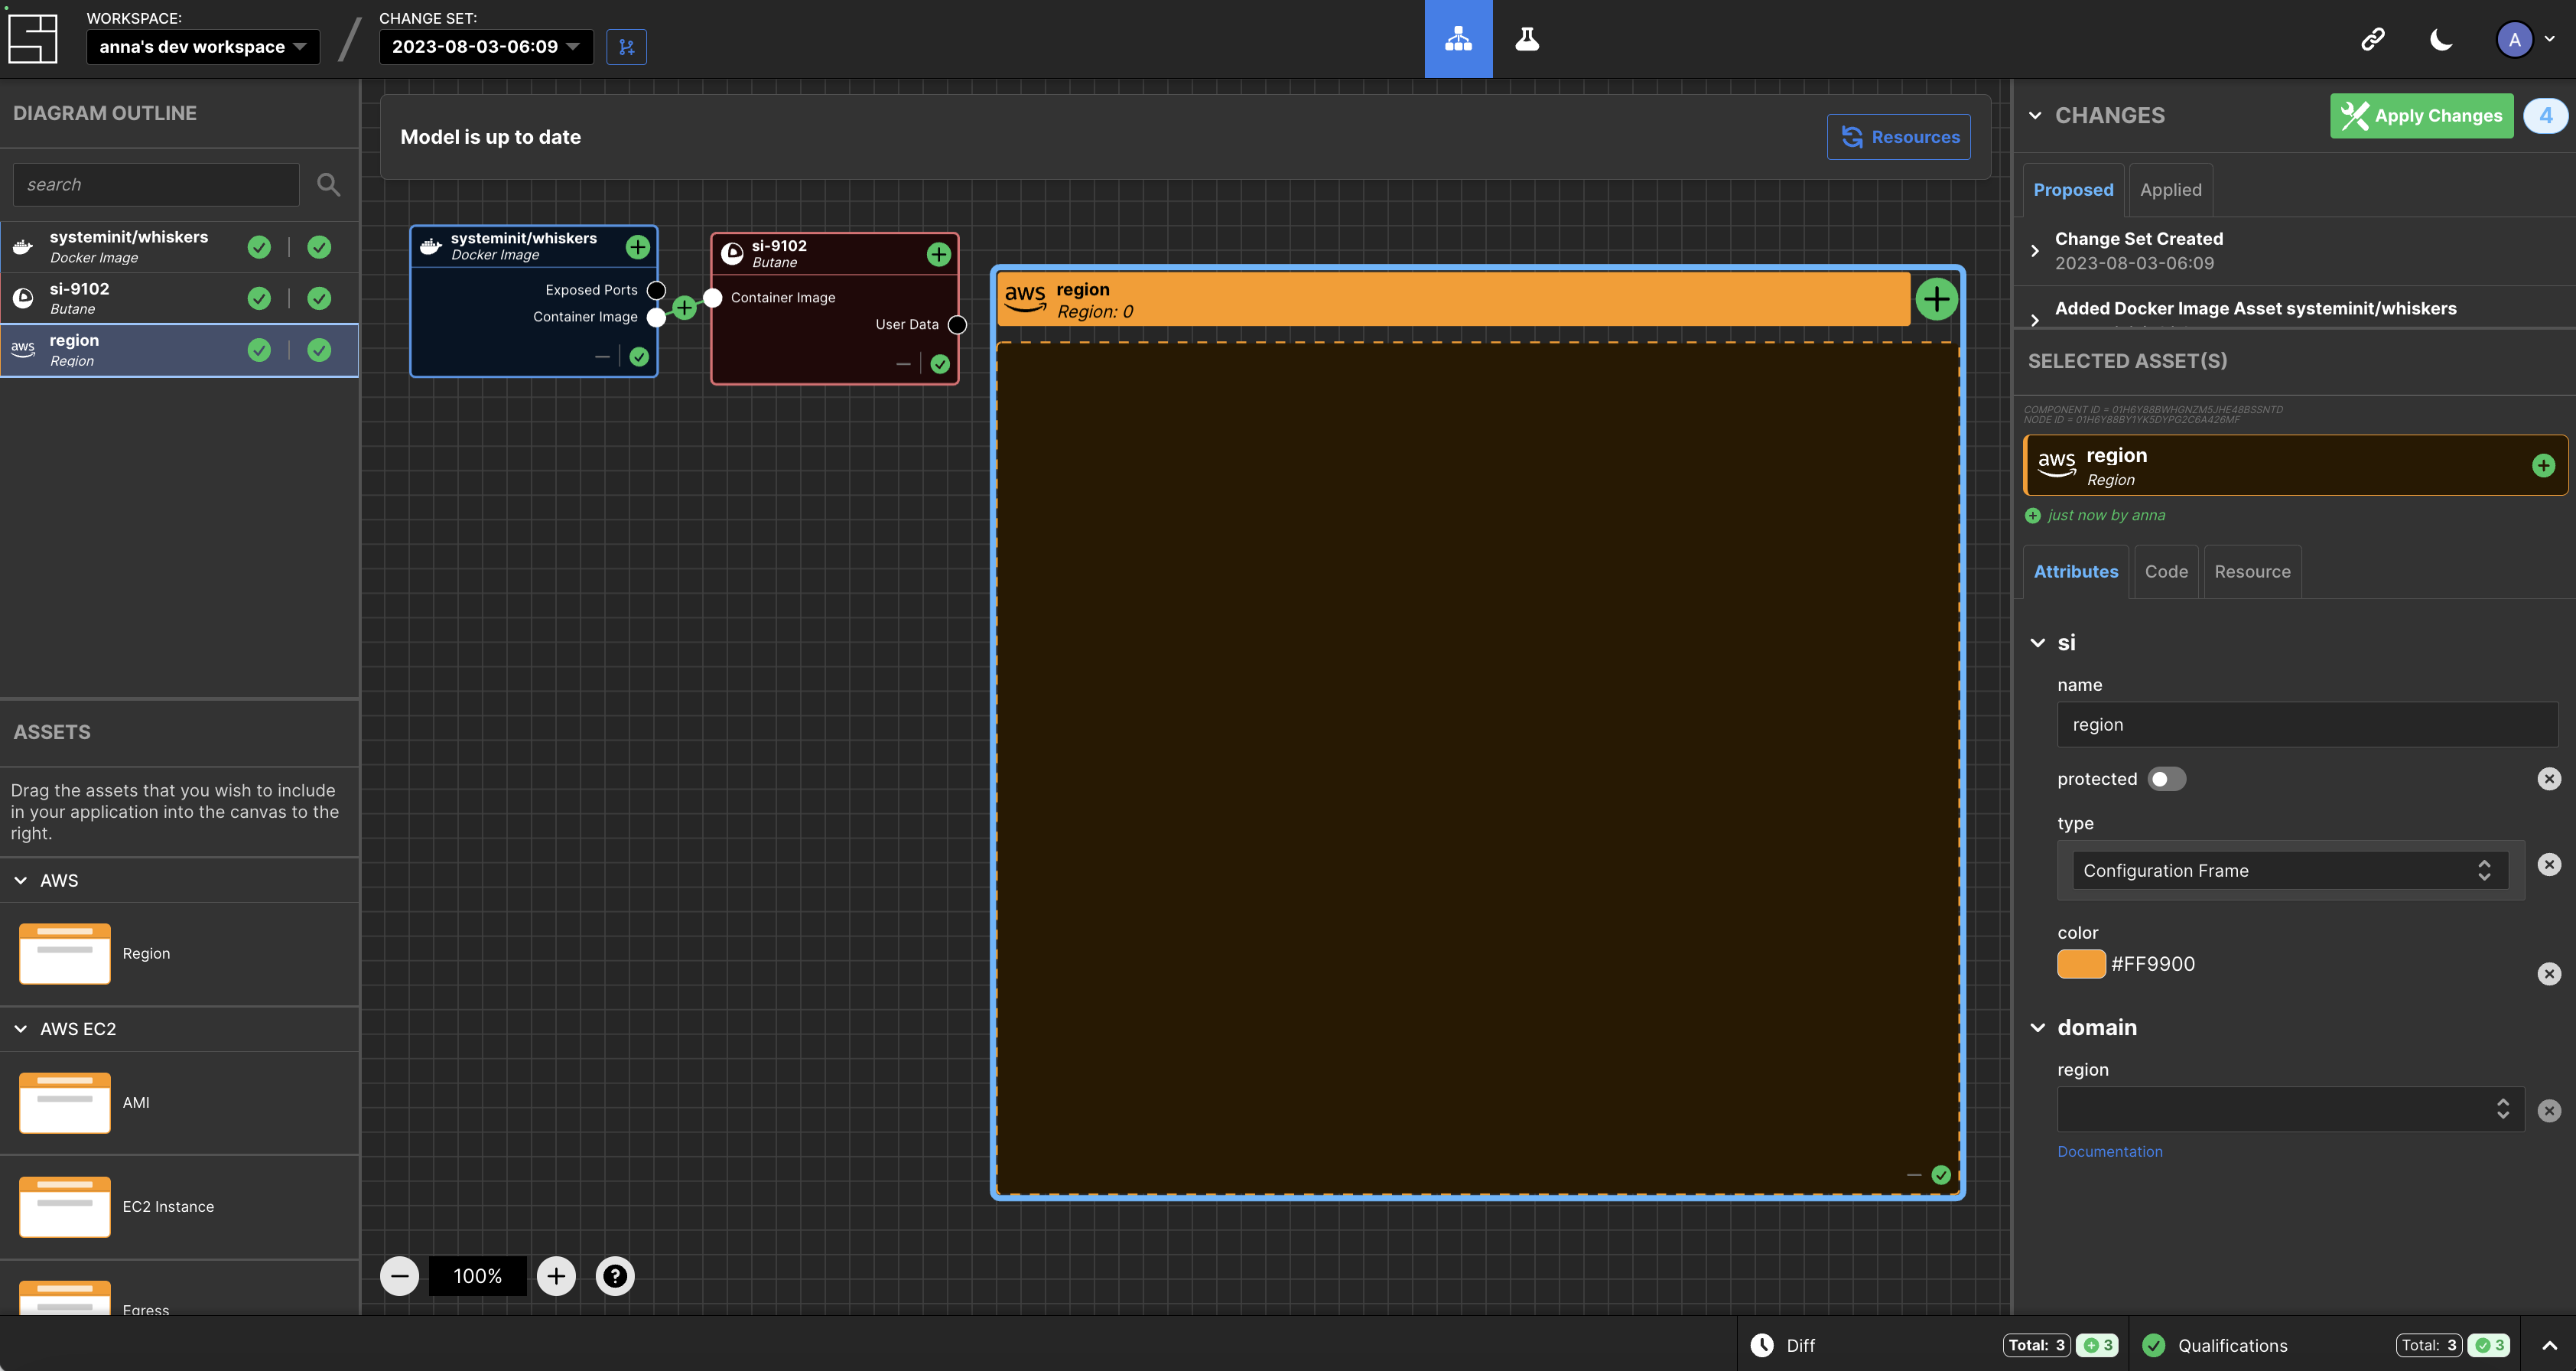 WORKSPACE:
anna's dev workspace
CHANGE SET:
2023-08-03-06:09
A
DIAGRAM OUTLINE
search
systeminit/whiskers
Docker Image
si-9102
Butane
aws
region
Region
ASSETS
Drag the assets that you wish to include
in your application into the canvas to the
right.
AWS
Region
AWS EC2
AMI
EC2 Instance
Egress
Model is up to date
Resources
systeminit/whiskers
Docker Image
Exposed Ports
Container Image
si-9102
Butane
Container Image
User Data
aws
region
Region: 0
100%
?
CHANGES
Apply Changes
4
Proposed
Applied
Change Set Created
2023-08-03-06:09
Added Docker Image Asset systeminit/whiskers
SELECTED ASSET(S)
COMPONENT ID = 01H6Y88BWHGNZM5JHE48BSSNTD
NODE ID = 01H6Y88BY1YK5DYPG2C6A426MF
aws
region
Region
just now by anna
Attributes
Code
Resource
si
name
region
protected
type
Configuration Frame
color
#FF9900
domain
region
Documentation
Diff
Total: 3
3
Qualifications
Total: 3
3